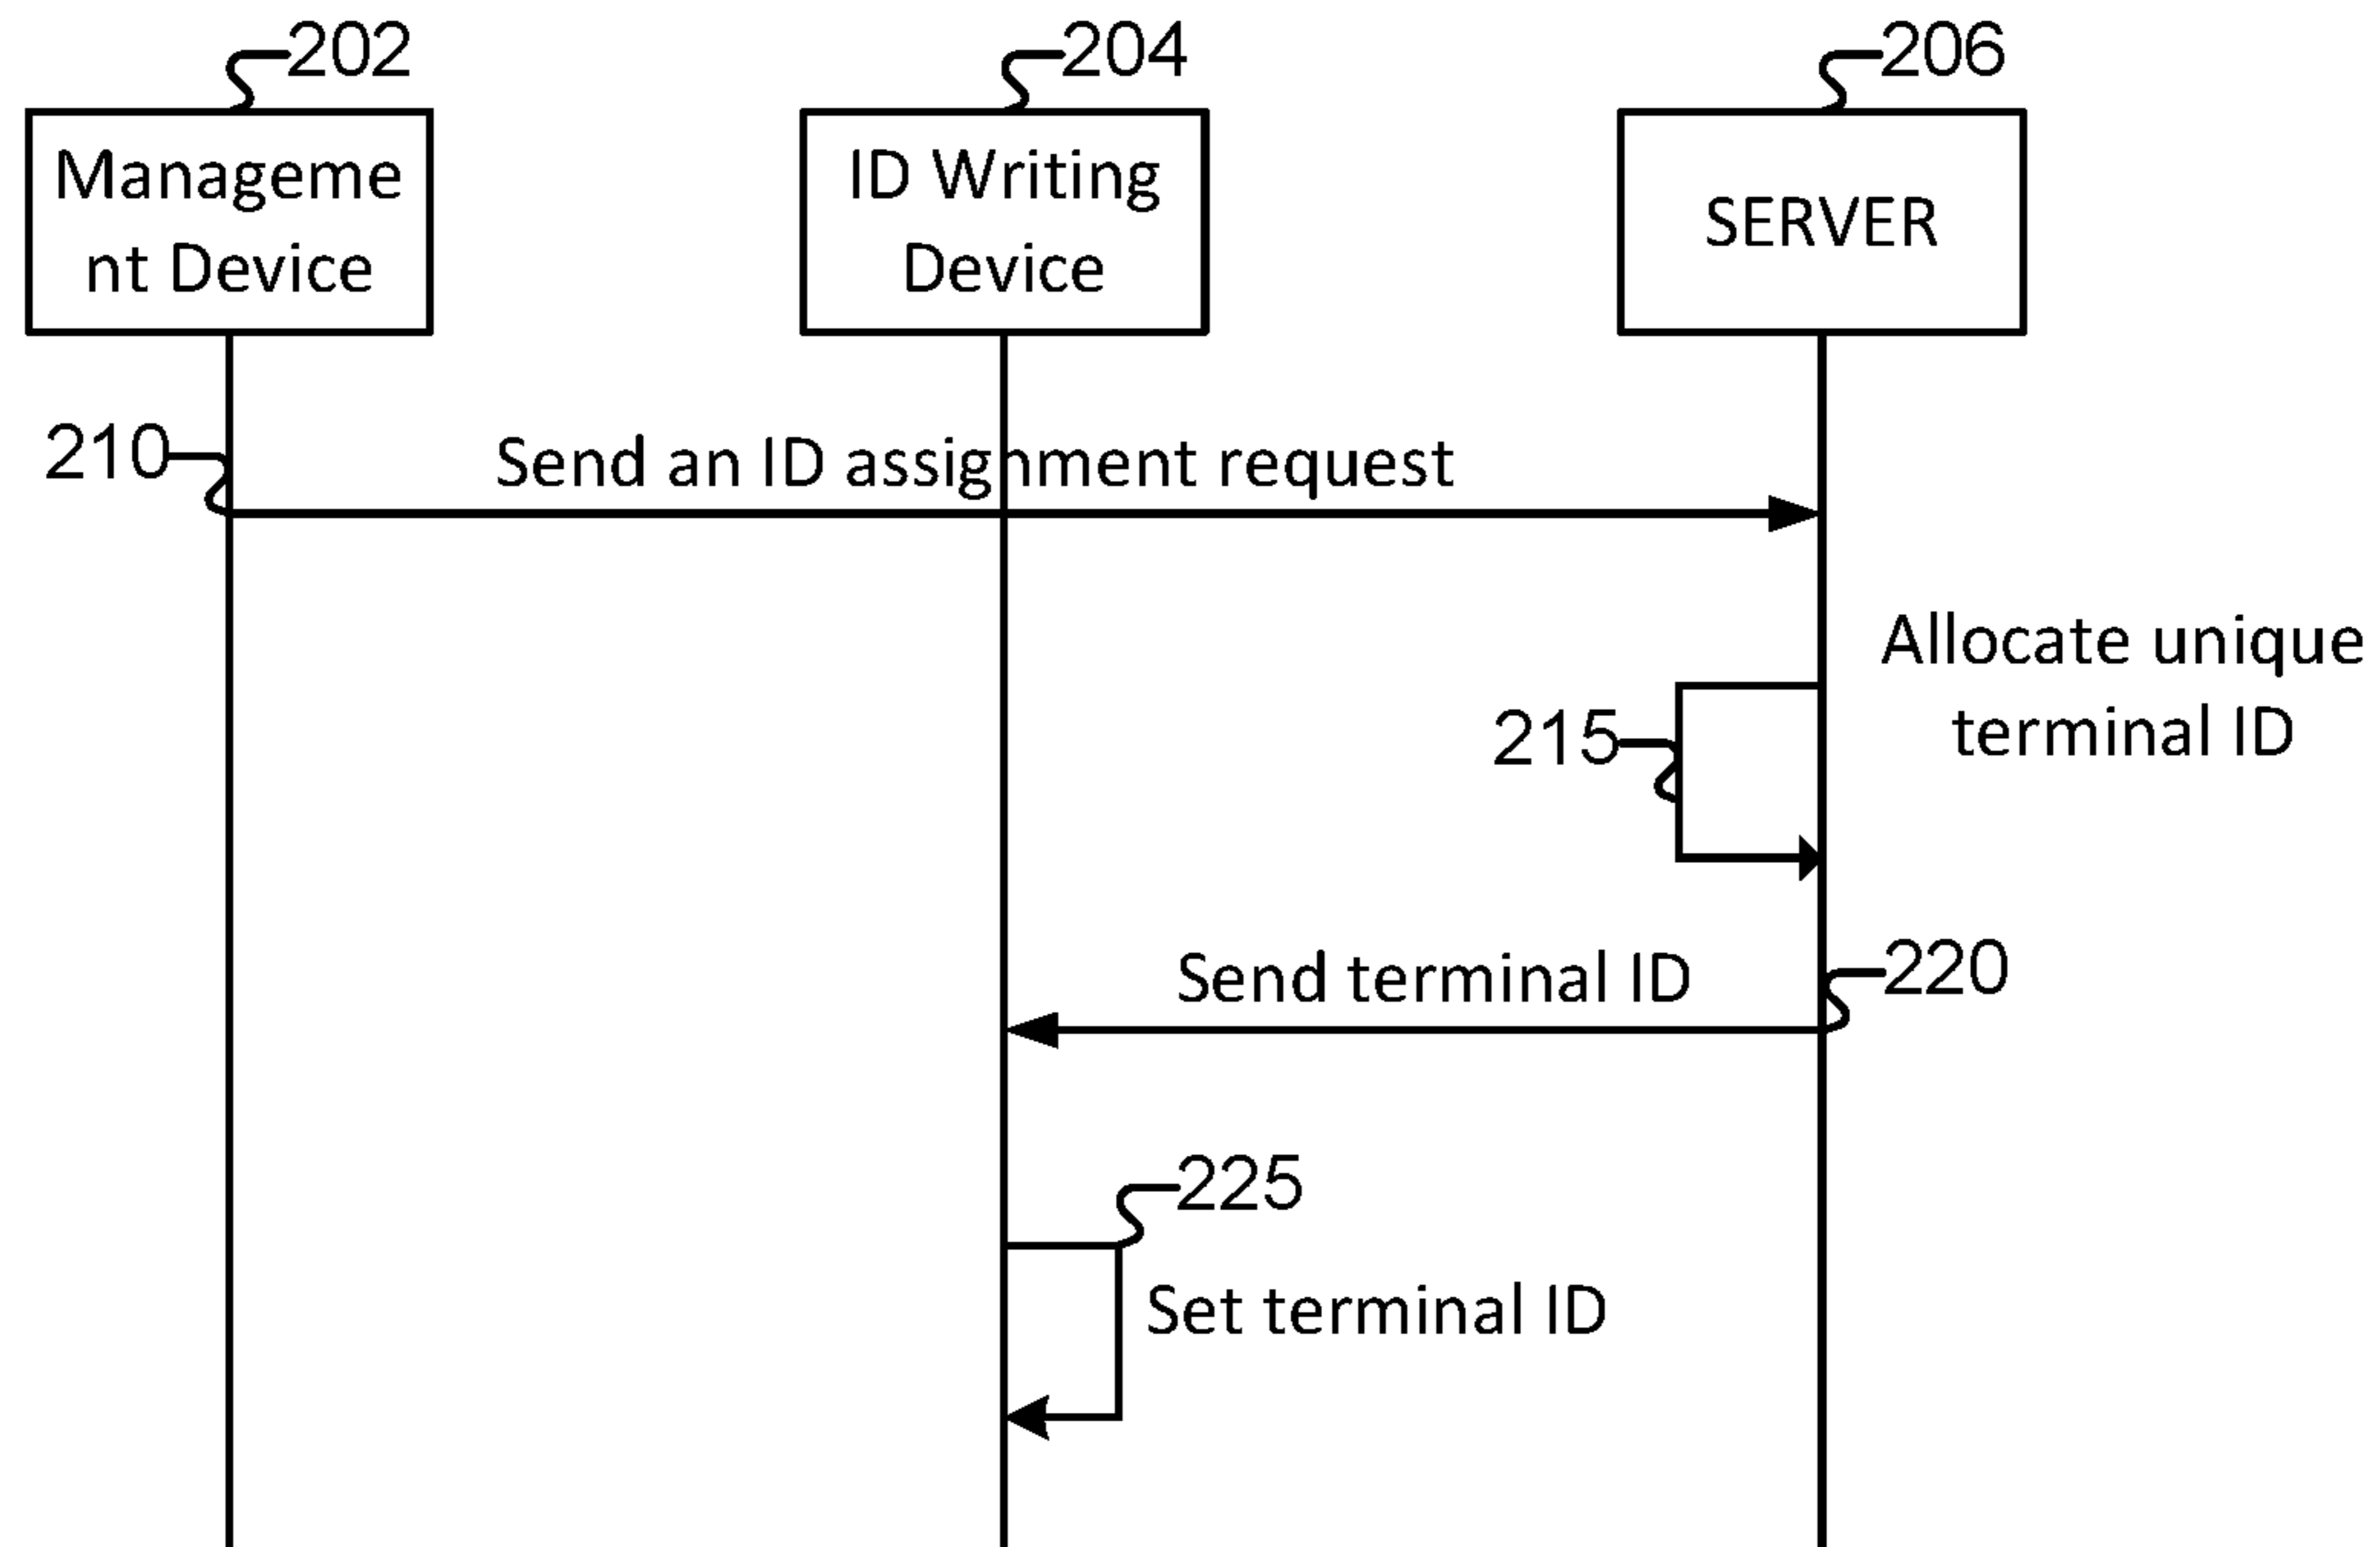 202
204
206
Manageme
nt Device
ID Writing
Device
SERVER
210
Send an ID assignment request
Allocate unique
terminal ID
215
Send terminal ID
220
225
Set terminal ID